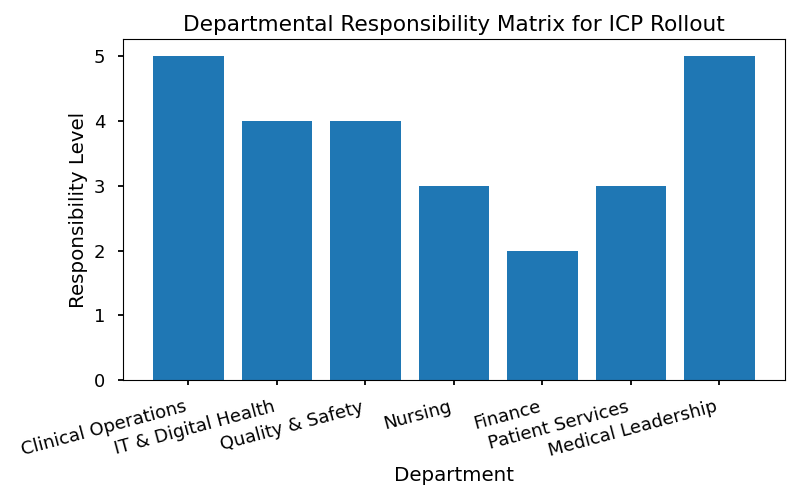 Departmental Responsibility Matrix for ICP Rollout
Responsibility Level
5
4
3
2
1
0
Clinical Operations
IT & Digital Health
Quality & Safety
Nursing
Finance
Patient Services
Medical Leadership
Department